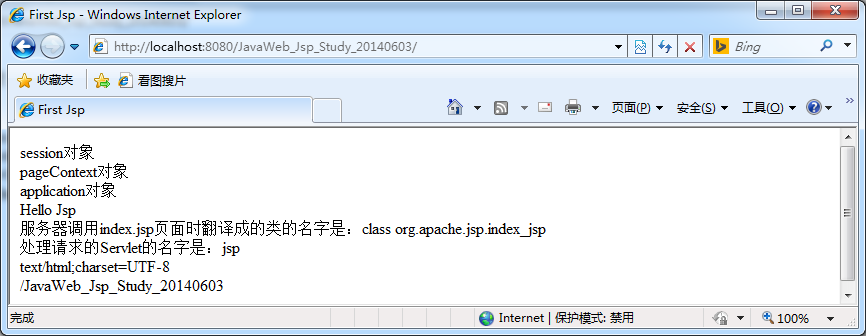 First Jsp - Windows Internet Explorer
http://localhost:8080/JavaWeb_Jsp_Study_20140603/
Bing
收藏夹
看图搜片
First Jsp
页面(P)
安全(S)
工具(O)
session对象
pageContext对象
application对象
Hello Jsp
服务器调用index.jsp页面时翻译成的类的名字是：class org.apache.jsp.index_jsp
处理请求的Servlet的名字是：jsp
text/html;charset=UTF-8
/JavaWeb_Jsp_Study_20140603
完成
Internet | 保护模式: 禁用
100%